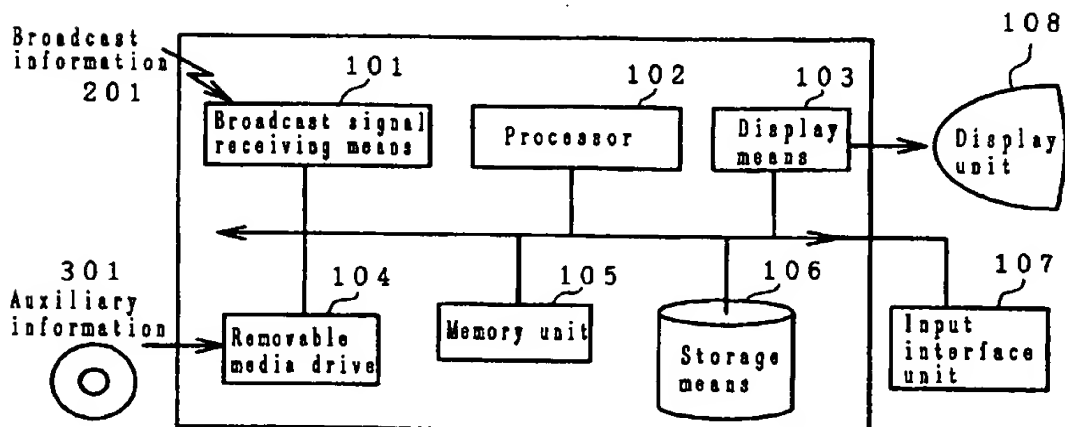 Broadcast
information
201
101
Broadcast signal
receiving means
102
Processor
103
Display
means
108
Display
unit
301
Auxiliary
information
104
Removable
media drive
105
Memory unit
106
Storage
means
107
Input
interface
unit